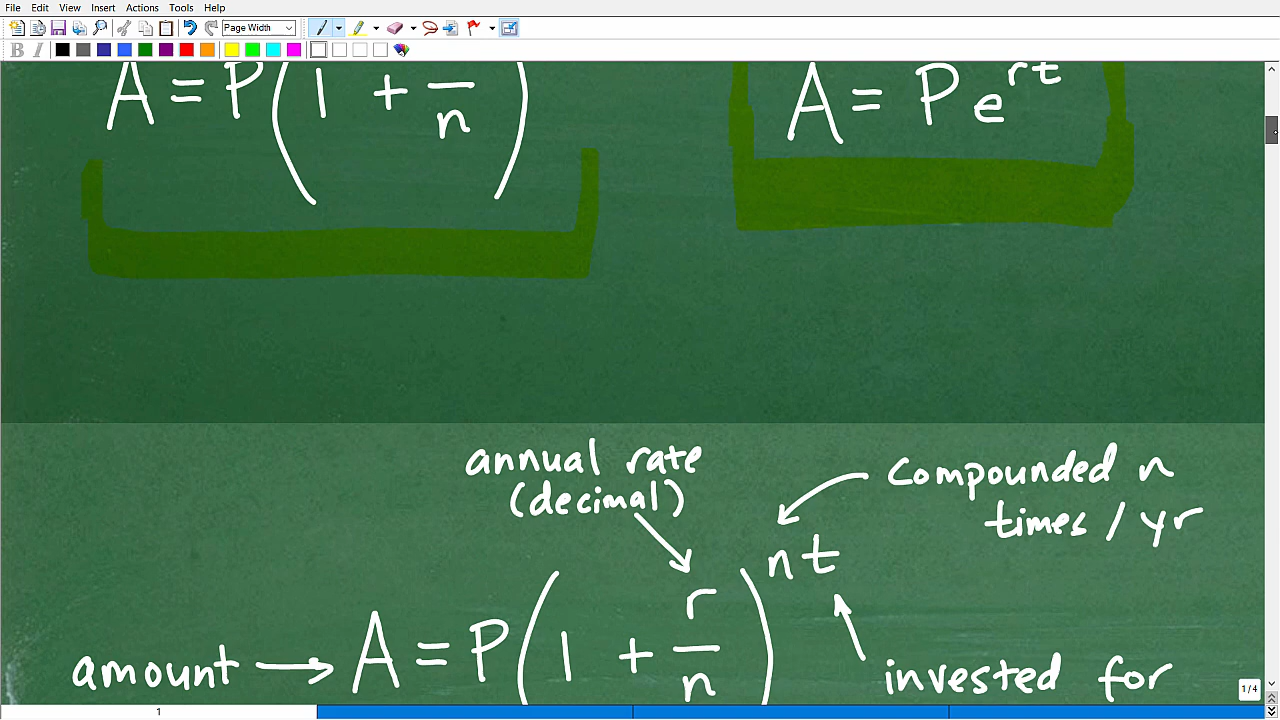 File Edit View Insert Actions Tools Help
Page Width
B I
A = P(1 + — n)
A = P e^rt
annual rate
(decimal)
compounded n
times / yr
nt
r
amount → A = P(1 + —)
n
invested for
1/4
1